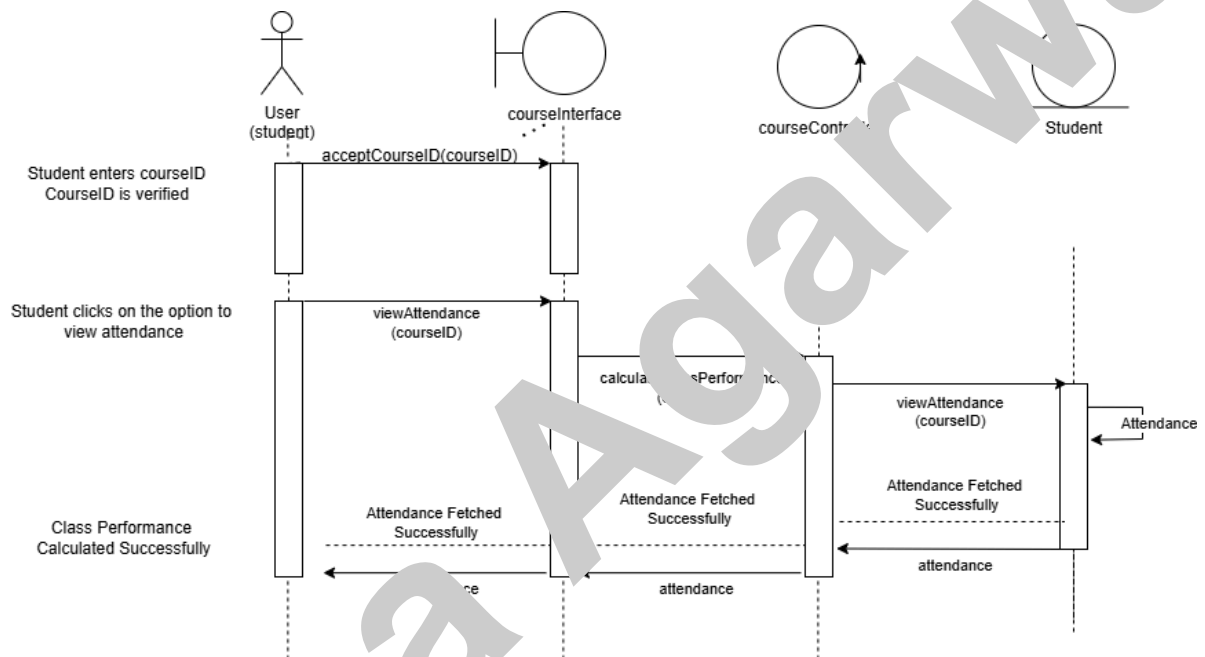 User
(student)
courseInterface
Student
acceptCourseID(courseID)
Student enters courseID
CourseID is verified
Student clicks on the option to
view attendance
viewAttendance
(courseID)
viewAttendance
(courseID)
Attendance
Attendance Fetched
Successfully
Attendance Fetched
Successfully
Attendance Fetched
Successfully
Class Performance
Calculated Successfully
attendance
attendance
a Agarw